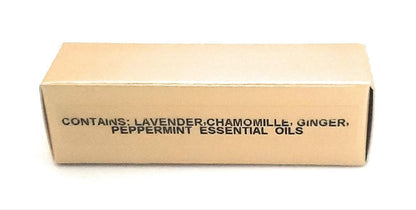 CONTAINS: LAVENDER,CHAMOMILLE, GINGER,
PEPPERMINT ESSENTIAL OILS